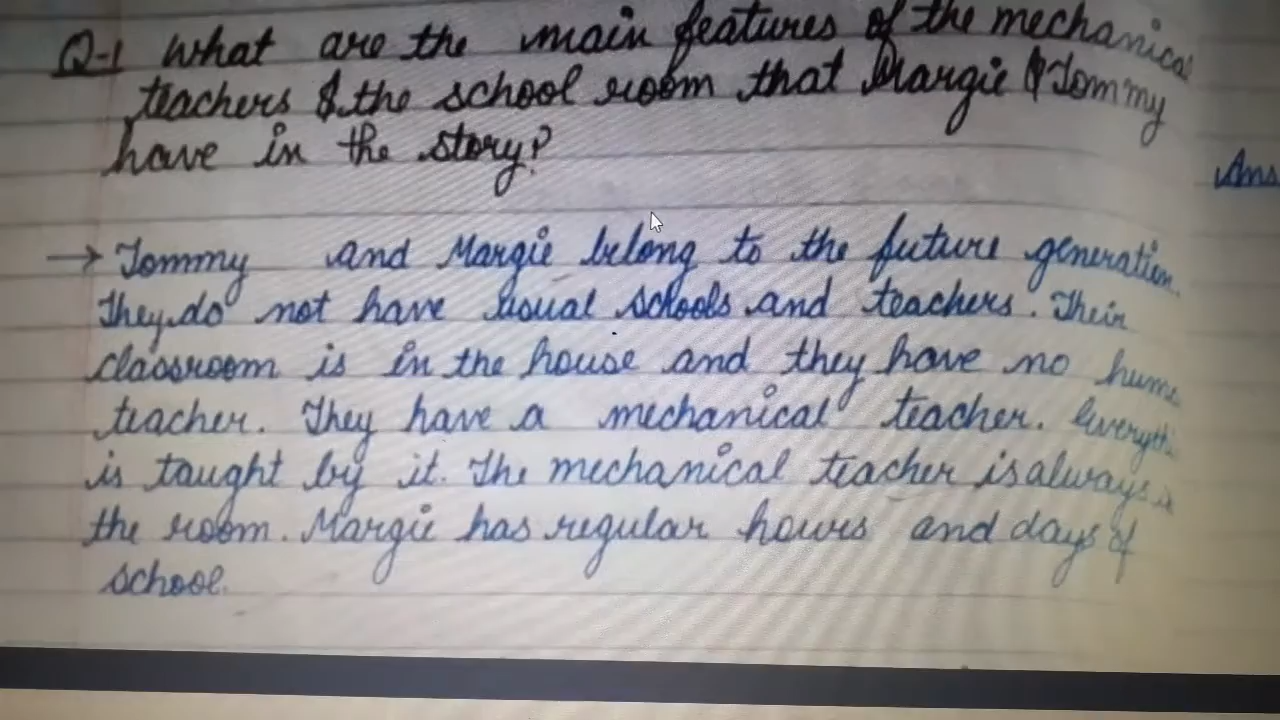 Q-1 What are the main features of the mechanical
teachers & the school room that Margie & Tommy
have in the story?
Ans
→ Tommy and Margie belong to the future generation.
They do not have usual schools and teachers. Their
classroom is in the house and they have no
teacher. They have a mechanical teacher.
is taught by it. The mechanical teacher is always
the room. Margie has regular hours and days of
school.